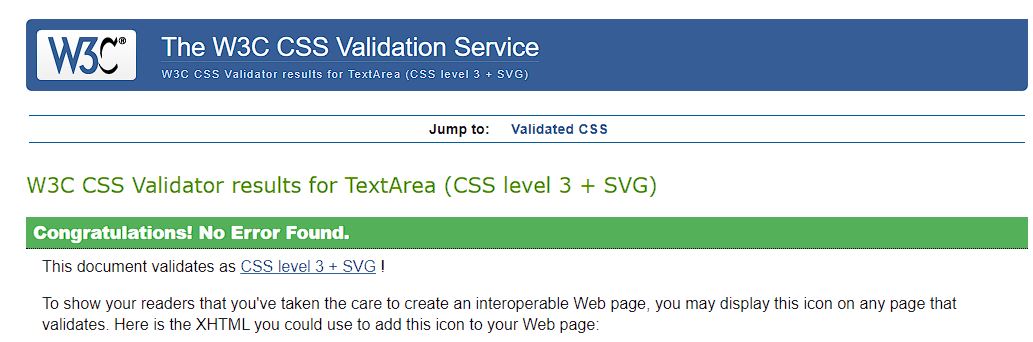 W3C®
The W3C CSS Validation Service
W3C CSS Validator results for TextArea (CSS level 3 + SVG)
Jump to: Validated CSS
W3C CSS Validator results for TextArea (CSS level 3 + SVG)
Congratulations! No Error Found.
This document validates as CSS level 3 + SVG !
To show your readers that you've taken the care to create an interoperable Web page, you may display this icon on any page that
validates. Here is the XHTML you could use to add this icon to your Web page: